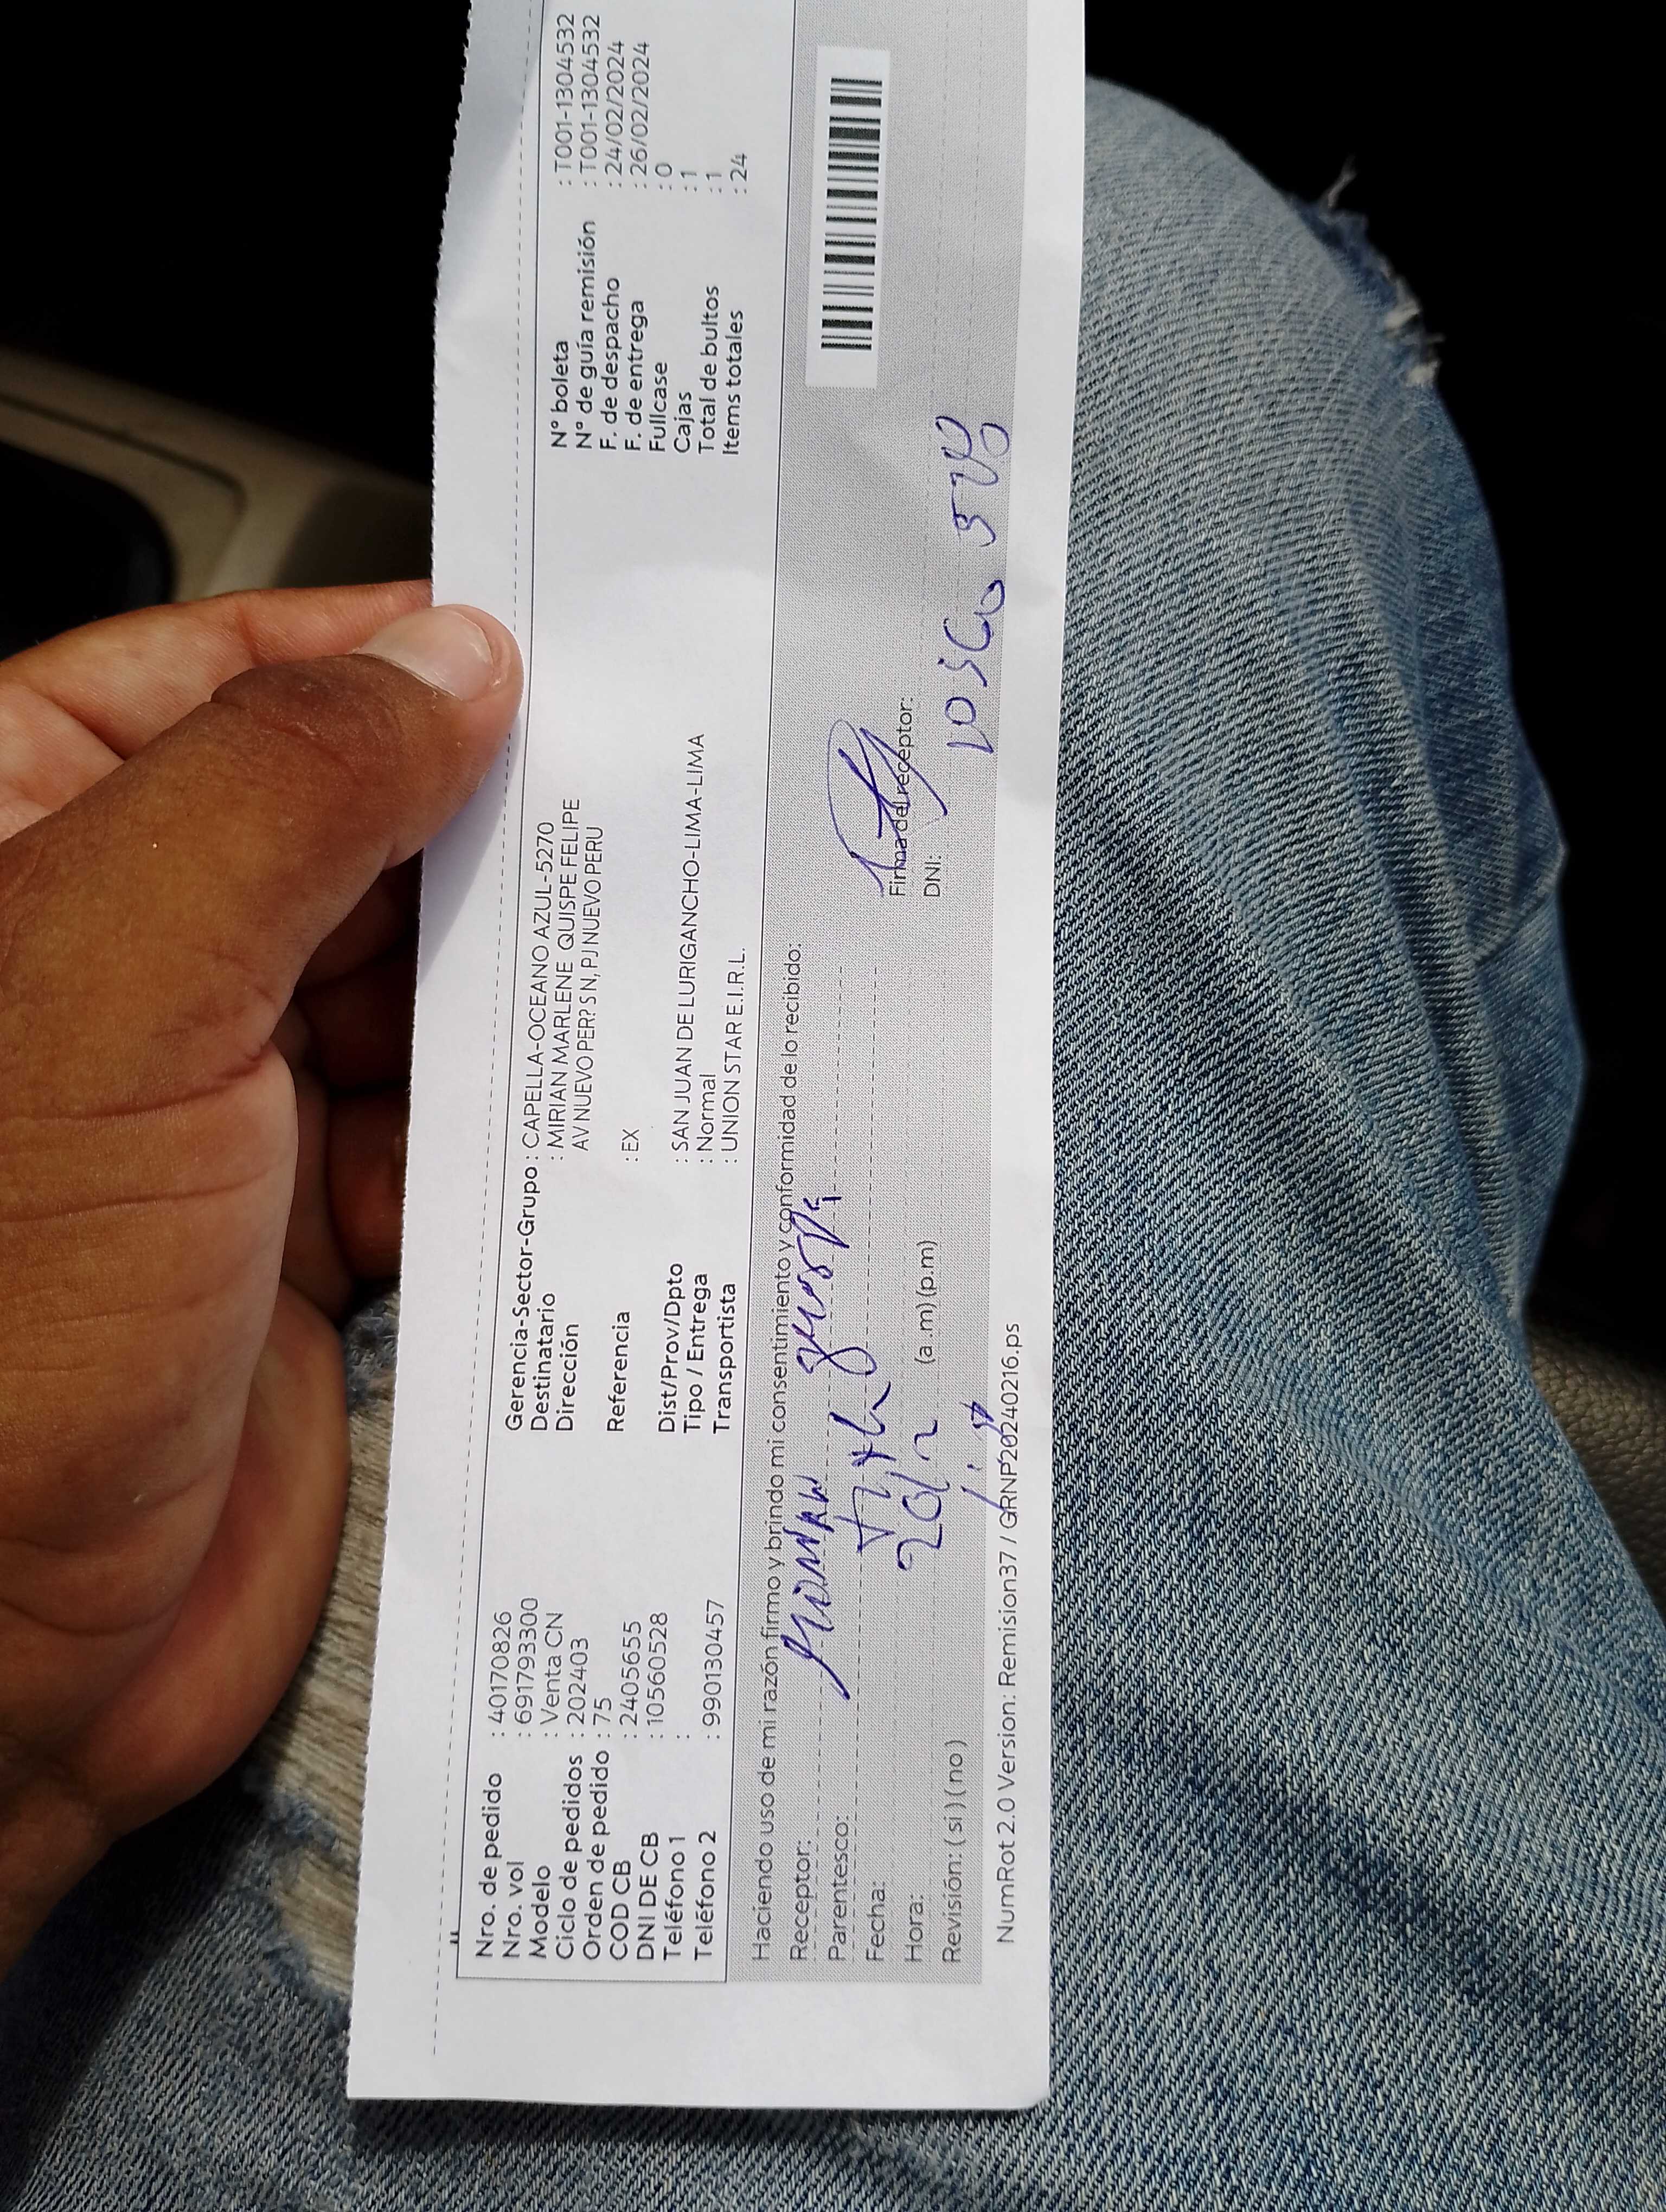 Nro. de pedido : 401708​26
Nro. vol : 691793300
Modelo : Venta CN
Ciclo de pedidos : 202403
Orden de pedido : 75
COD CB : 2405655
DNI DE CB : 10560528
Teléfono 1 :
Teléfono 2 : 990130457
Gerencia-Sector-Grupo : CAPELLA-OCEANO AZUL-5270
Destinatario : MIRIAN MARLENE QUISPE FELIPE
Dirección AV NUEVO PER? S N, PJ NUEVO PERU
Referencia : EX
Dist/Prov/Dpto : SAN JUAN DE LURIGANCHO-LIMA-LIMA
Tipo / Entrega : Normal
Transportista : UNION STAR E.I.R.L.
N° boleta : T001-1304532
N° de guía remisión : T001-1304532
F. de despacho : 24/02/2024
F. de entrega : 26/02/2024
Fullcase : 0
Cajas : 1
Total de bultos : 1
Items totales : 24
Haciendo uso de mi razón firmo y brindo mi consentimiento y conformidad de lo recibido:
Receptor:
Parentesco:
Fecha:
Hora: (a.m) (p.m)
Revisión: ( si ) ( no )
Firma del receptor:
DNI: 10560528
NumRot 2.0 Version: Remision37 / GRNP20240216.ps